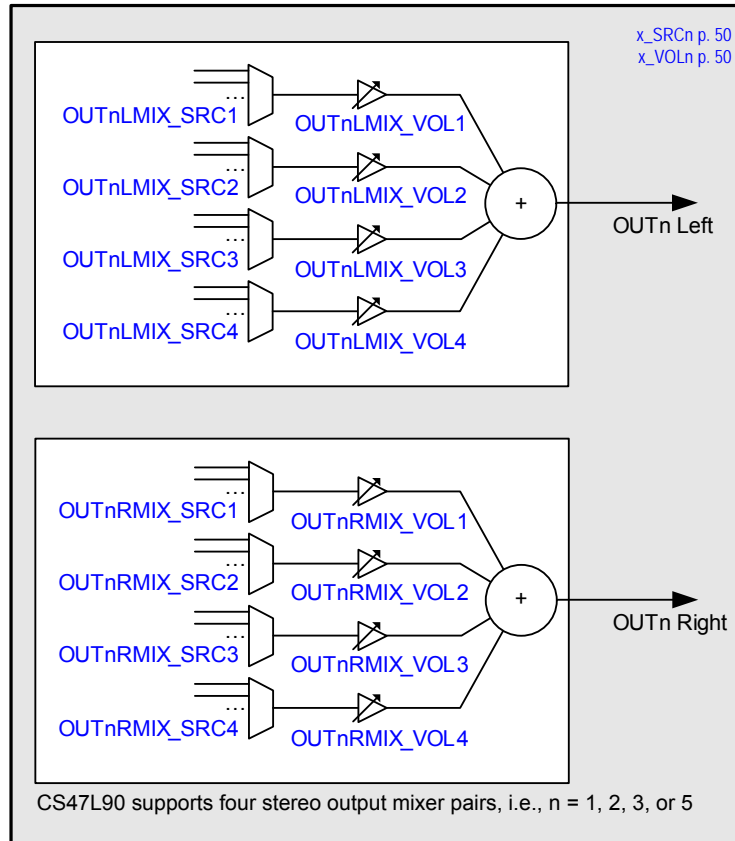 x_SRCn p. 50
x_VOLn p. 50
...
OUTnLMIX_SRC1
OUTnLMIX_VOL1
...
OUTnLMIX_SRC2
OUTnLMIX_VOL2
+
OUTn Left
...
OUTnLMIX_SRC3
OUTnLMIX_VOL3
...
OUTnLMIX_SRC4
OUTnLMIX_VOL4
...
OUTnRMIX_SRC1
OUTnRMIX_VOL1
...
OUTnRMIX_SRC2
OUTnRMIX_VOL2
+
OUTn Right
...
OUTnRMIX_SRC3
OUTnRMIX_VOL3
...
OUTnRMIX_SRC4
OUTnRMIX_VOL4
CS47L90 supports four stereo output mixer pairs, i.e., n = 1, 2, 3, or 5